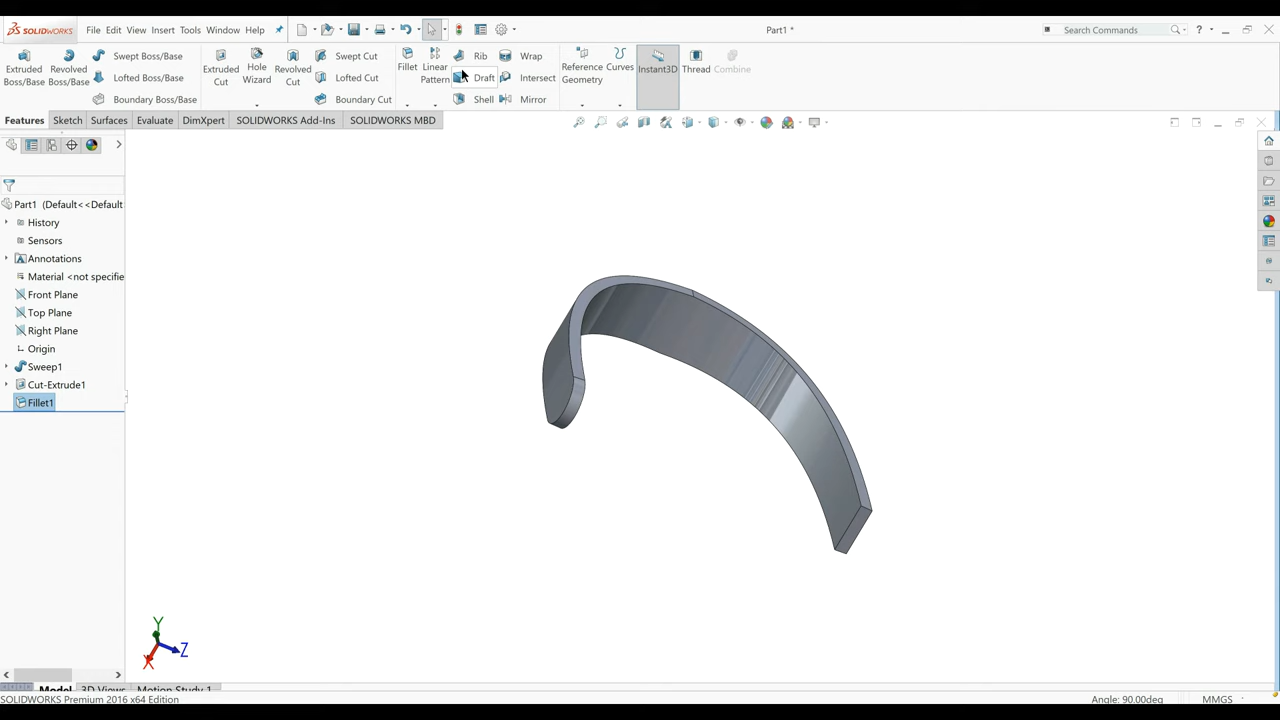 SOLIDWORKS File Edit View Insert Tools Window Help Part1 * Search Commands ?
Extruded Boss/Base
Revolved Boss/Base
Swept Boss/Base
Lofted Boss/Base
Boundary Boss/Base
Extruded Cut
Hole Wizard
Revolved Cut
Swept Cut
Lofted Cut
Boundary Cut
Fillet
Linear Pattern
Rib
Draft
Shell
Wrap
Intersect
Mirror
Reference Geometry
Curves
Instant3D
Thread
Combine
Features Sketch Surfaces Evaluate DimXpert SOLIDWORKS Add-Ins SOLIDWORKS MBD
Part1 (Default<<Default
History
Sensors
Annotations
Material <not specifie
Front Plane
Top Plane
Right Plane
Origin
Sweep1
Cut-Extrude1
Fillet1
Y
Z
X
Model 3D Views Motion Study 1
SOLIDWORKS Premium 2016 x64 Edition Angle: 90.00deg MMGS